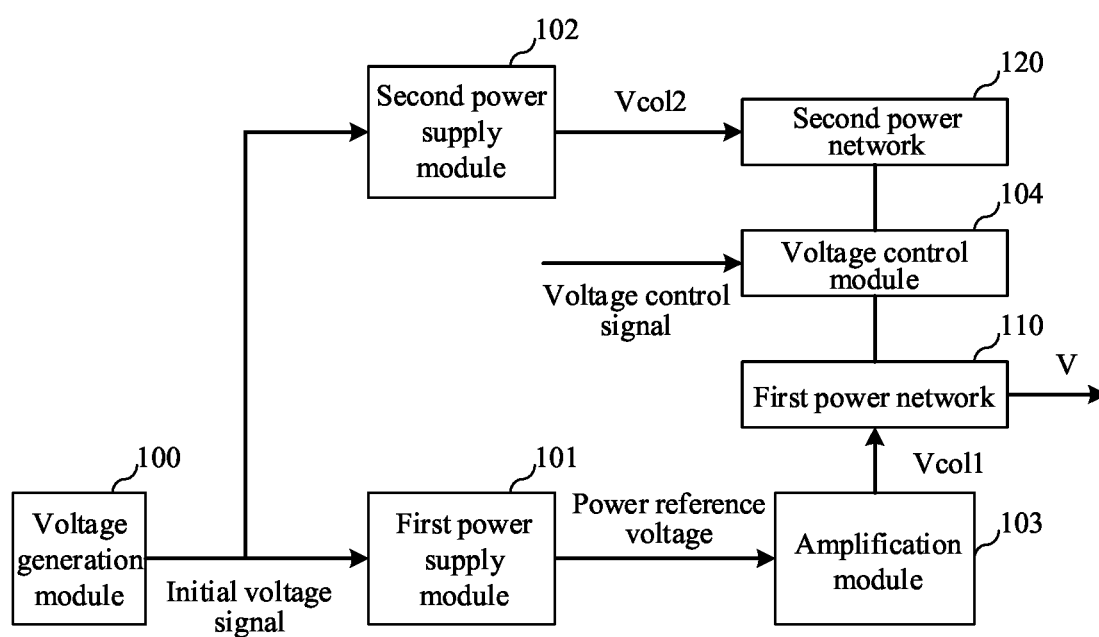 102
120
Second power
supply
module
Vcol2
Second power
network
104
Voltage control
module
Voltage control
signal
110
First power network
V
Vcol1
100
101
Voltage
generation
module
Initial voltage
signal
First power
supply
module
Power reference
voltage
Amplification
module
103